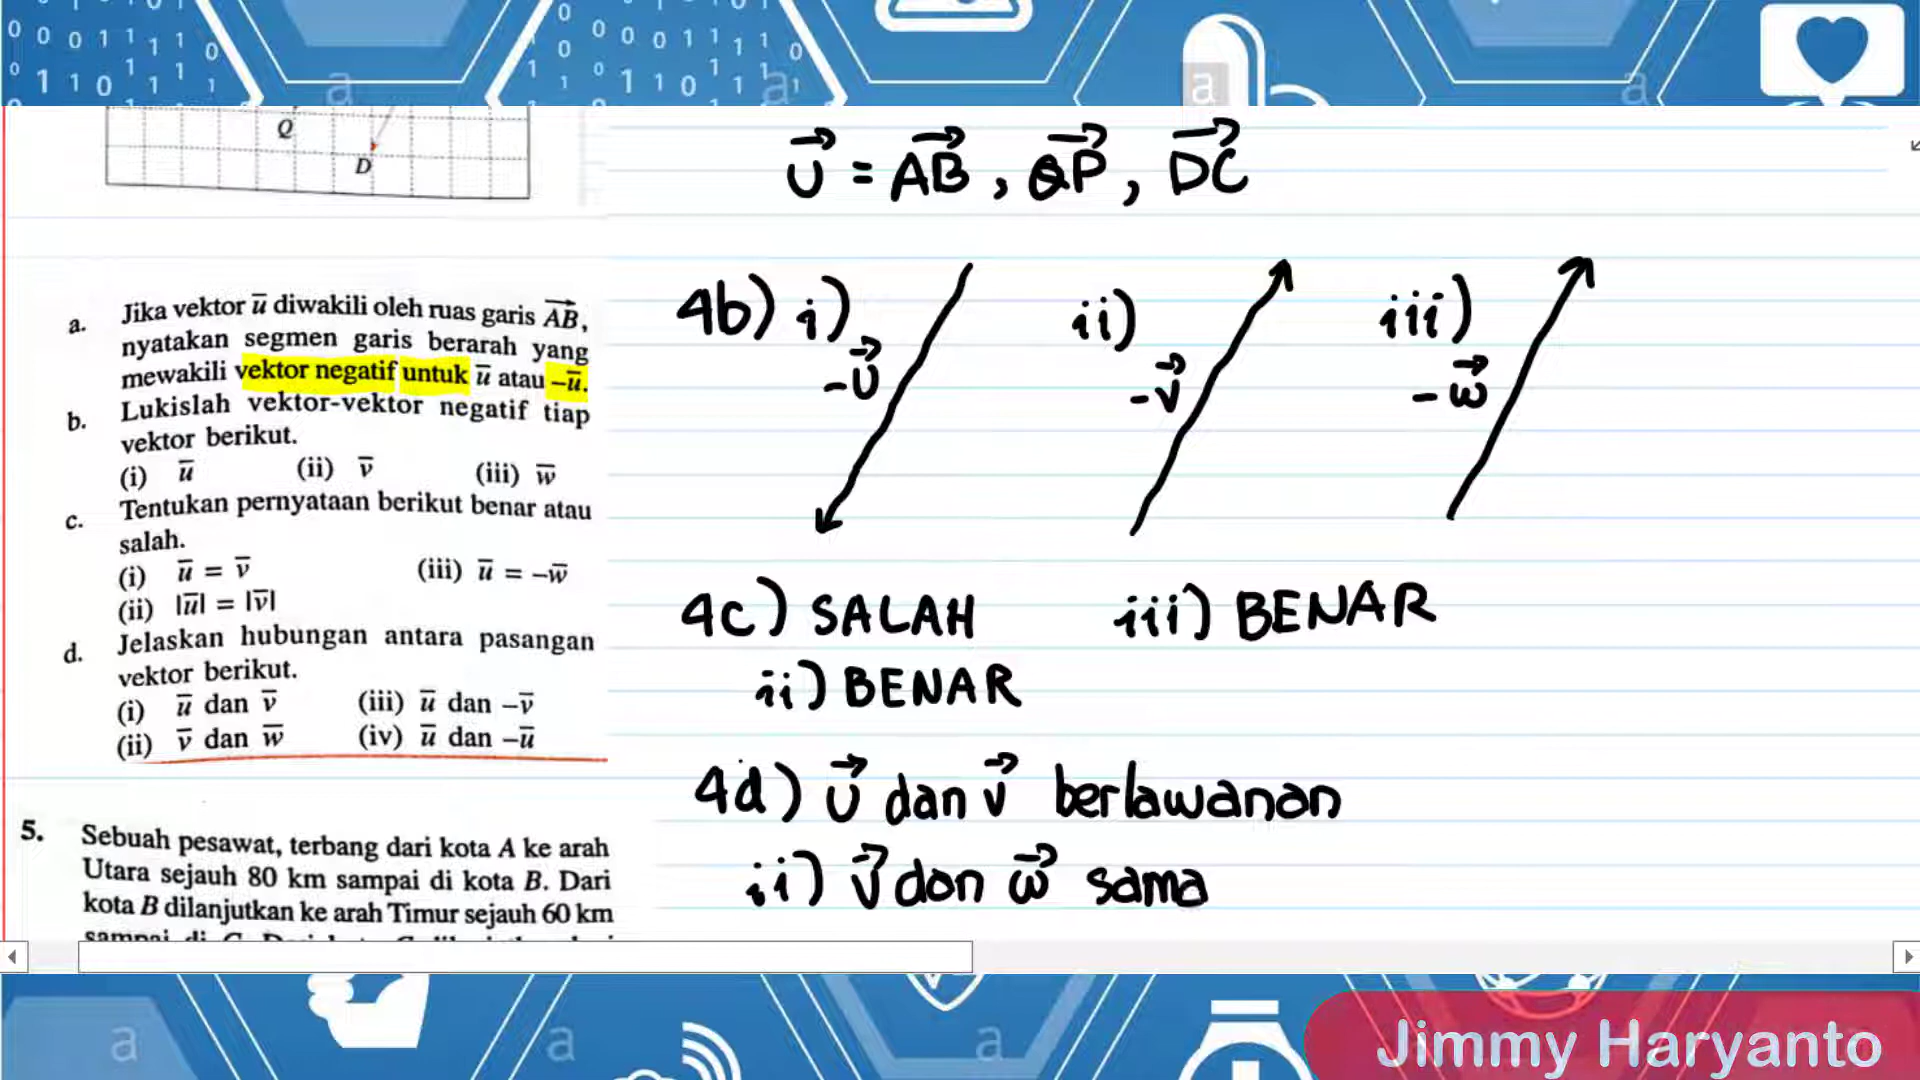 Q
D
a. Jika vektor u̅ diwakili oleh ruas garis A⃗B⃗,
nyatakan segmen garis berarah yang
mewakili vektor negatif untuk u̅ atau –u̅.
b. Lukislah vektor-vektor negatif tiap
vektor berikut.
(i) u̅ (ii) v̅ (iii) w̅
c. Tentukan pernyataan berikut benar atau
salah.
(i) u̅ = v̅ (iii) u̅ = –w̅
(ii) |u̅| = |v̅|
d. Jelaskan hubungan antara pasangan
vektor berikut.
(i) u̅ dan v̅ (iii) u̅ dan –v̅
(ii) v̅ dan w̅ (iv) u̅ dan –u̅
5. Sebuah pesawat, terbang dari kota A ke arah
Utara sejauh 80 km sampai di kota B. Dari
kota B dilanjutkan ke arah Timur sejauh 60 km
U⃗ = A⃗B⃗, Q⃗P⃗, D⃗C⃗
4b) i) ii) iii)
-U⃗ -v⃗ -w⃗
4c) SALAH iii) BENAR
ii) BENAR
4d) U⃗ dan v⃗ berlawanan
ii) v⃗ dan w⃗ sama
Jimmy Haryanto